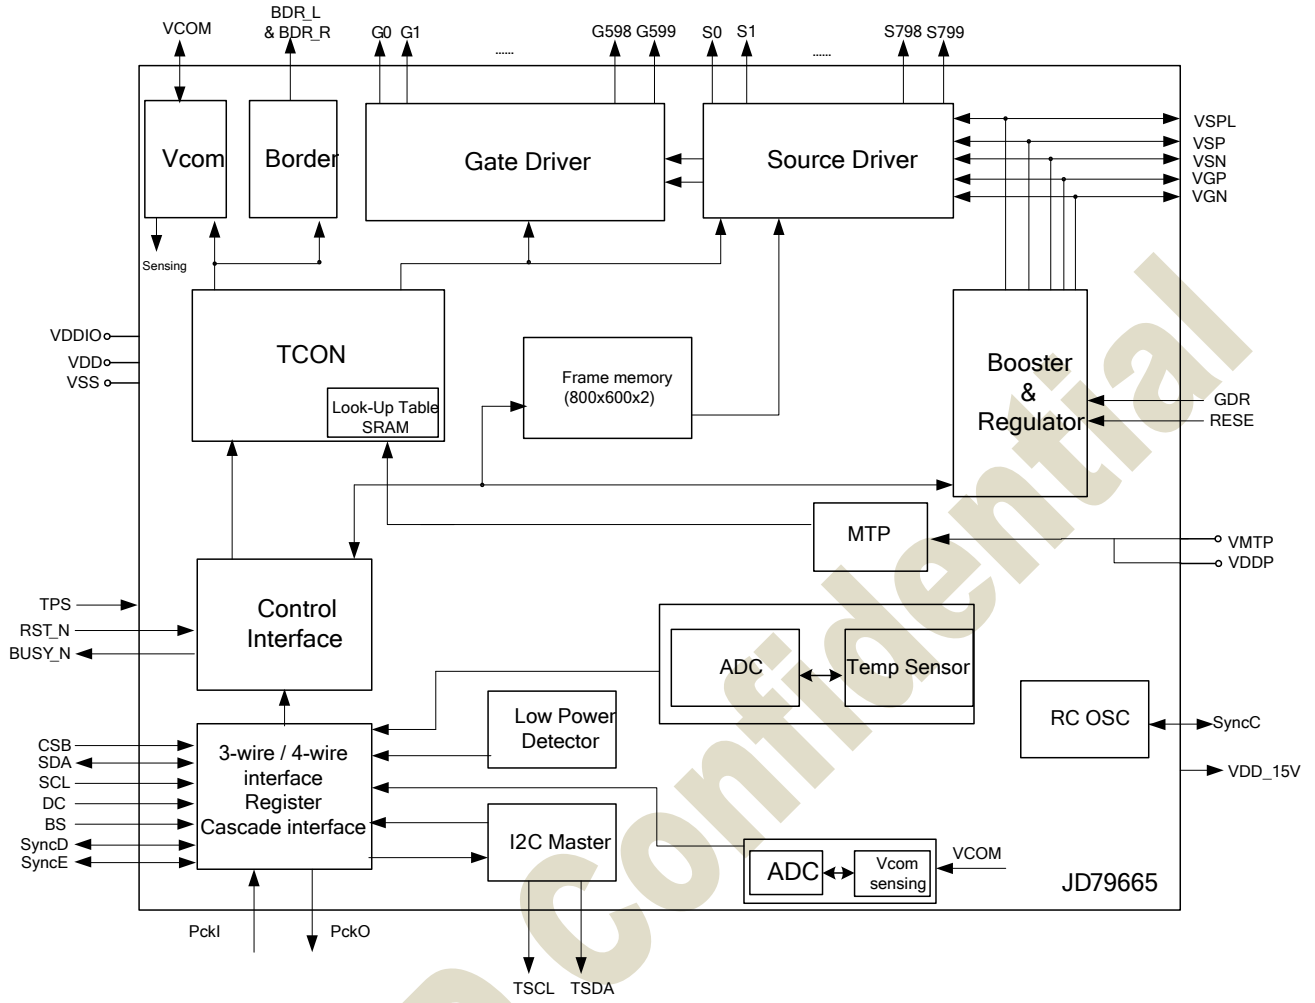 BDR_L
& BDR_R
VCOM
G0
G1
......
G598
G599
S0
S1
......
S798
S799
Vcom
Border
Gate Driver
Source Driver
VSPL
VSP
VSN
VGP
VGN
Sensing
VDDIO
VDD
VSS
TCON
Look-Up Table
SRAM
Frame memory
(800x600x2)
Booster
&
Regulator
GDR
RESE
MTP
VMTP
VDDP
TPS
RST_N
BUSY_N
Control
Interface
ADC
Temp Sensor
Low Power
Detector
RC OSC
SyncC
VDD_15V
CSB
SDA
SCL
DC
BS
SyncD
SyncE
3-wire / 4-wire
interface
Register
Cascade interface
I2C Master
ADC
Vcom
sensing
VCOM
JD79665
PckI
PckO
TSCL
TSDA
Confidential